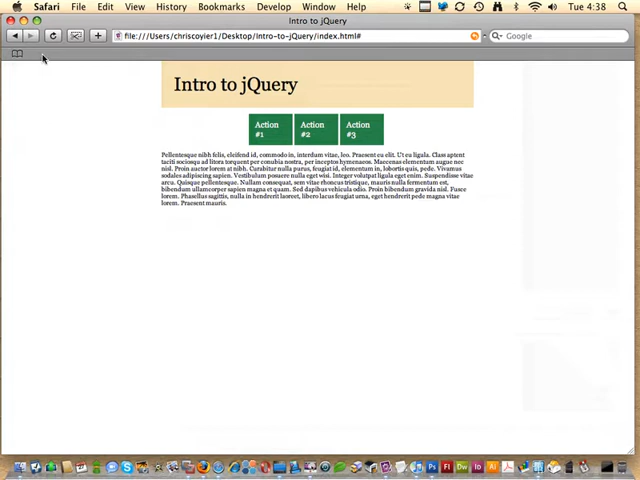 Safari File Edit View History Bookmarks Develop Window Help Tue 4:38
Intro to jQuery
file:///Users/chriscoyier1/Desktop/Intro-to-jQuery/index.html#
Google
Intro to jQuery
Action
#1
Action
#2
Action
#3
Pellentesque nibh felis, eleifend id, commodo in, interdum vitae, leo. Praesent eu elit. Ut eu ligula. Class aptent
taciti sociosqu ad litora torquent per conubia nostra, per inceptos hymenaeos. Maecenas elementum augue nec
nisl. Proin auctor lorem at nibh. Curabitur nulla purus, feugiat id, elementum in, lobortis quis, pede. Vivamus
sodales adipiscing sapien. Vestibulum posuere nulla eget wisi. Integer volutpat ligula eget enim. Suspendisse vitae
arcu. Quisque pellentesque. Nullam consequat, sem vitae rhoncus tristique, mauris nulla fermentum est,
bibendum ullamcorper sapien magna et quam. Sed dapibus vehicula odio. Proin bibendum gravida nisl. Fusce
lorem. Phasellus sagittis, nulla in hendrerit laoreet, libero lacus feugiat urna, eget hendrerit pede magna vitae
lorem. Praesent mauris.